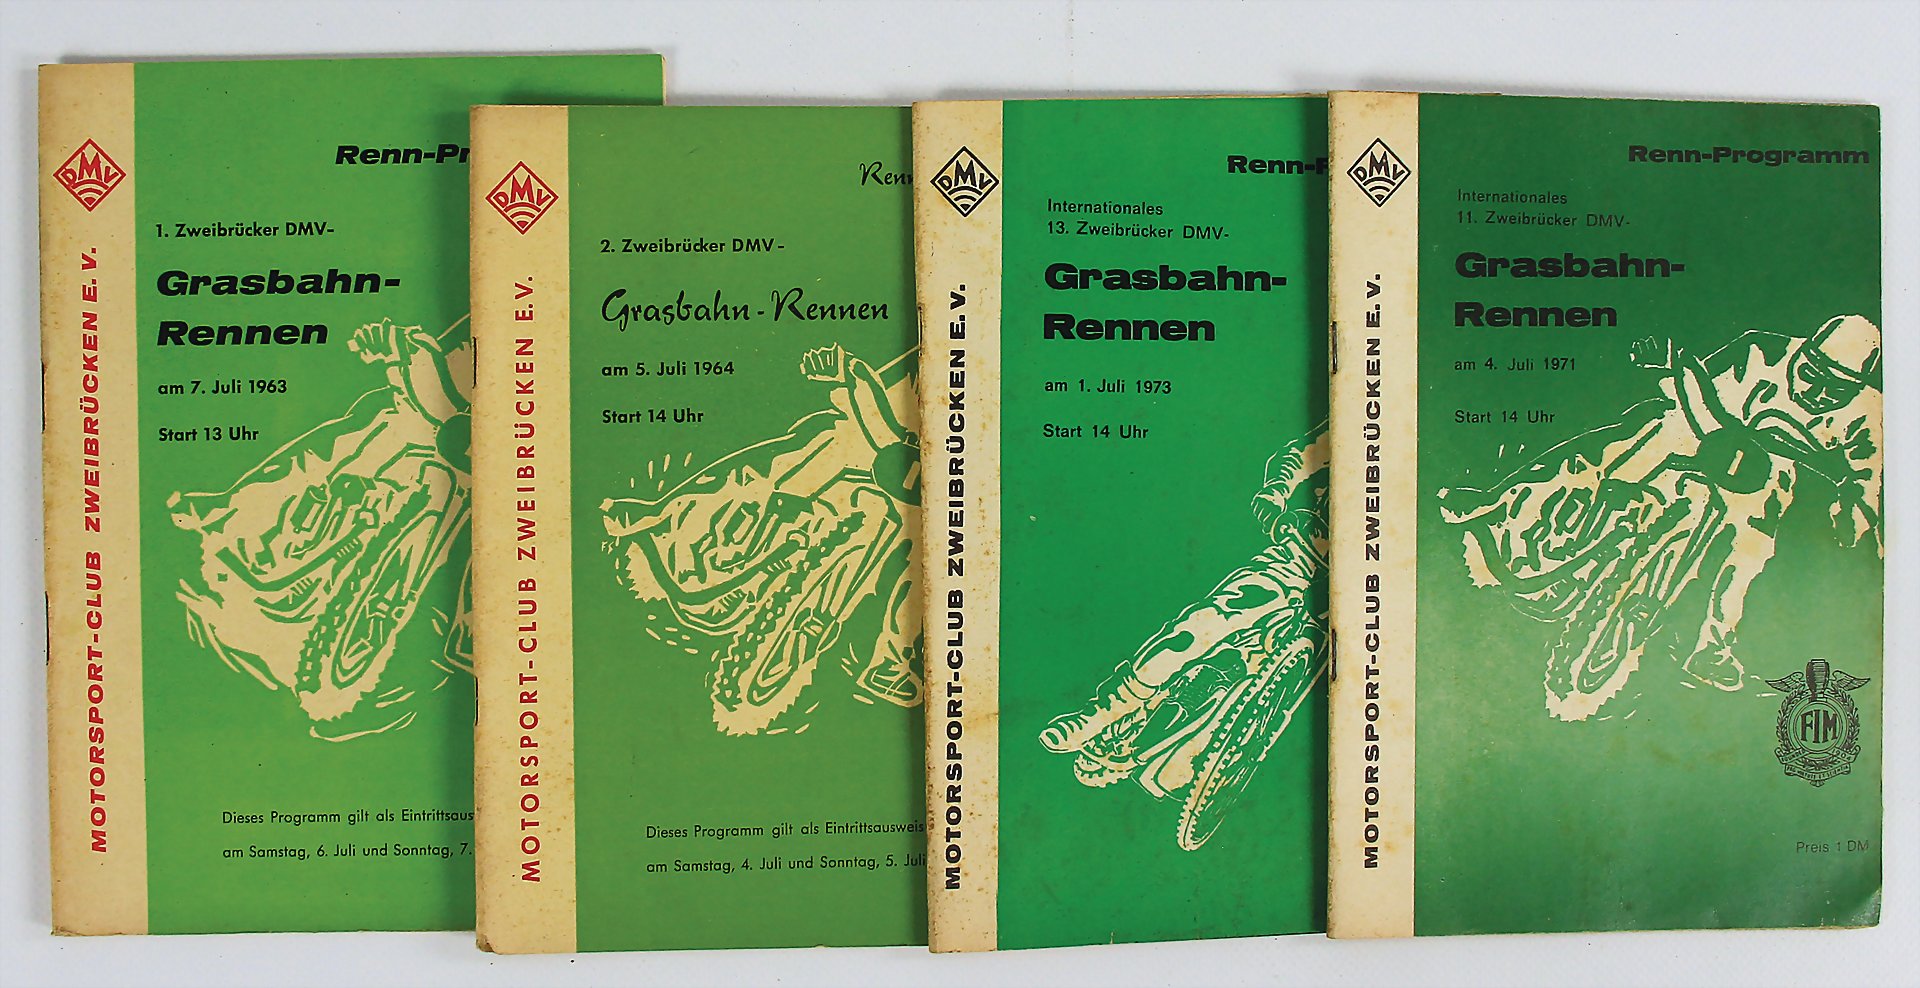 DMV
MOTORSPORT-CLUB ZWEIBRÜCKEN E.V.
1. Zweibrücker DMV-
Grasbahn-
Rennen
am 7. Juli 1963
Start 13 Uhr
Dieses Programm gilt als
am Samstag, 6. Juli und Sonntag, 7.
DMV
MOTORSPORT-CLUB ZWEIBRÜCKEN E.V.
2. Zweibrücker DMV-
Grasbahn-Rennen
am 5. Juli 1964
Start 14 Uhr
Dieses Programm gilt als Eintrittsausweis
am Samstag, 4. Juli und Sonntag, 5. Juli
DMV
MOTORSPORT-CLUB ZWEIBRÜCKEN E.V.
Internationales
13. Zweibrücker DMV-
Grasbahn-
Rennen
am 1. Juli 1973
Start 14 Uhr
DMV
MOTORSPORT-CLUB ZWEIBRÜCKEN E.V.
Renn-Programm
Internationales
11. Zweibrücker DMV-
Grasbahn-
Rennen
am 4. Juli 1971
Start 14 Uhr
FIM
Preis 1 DM